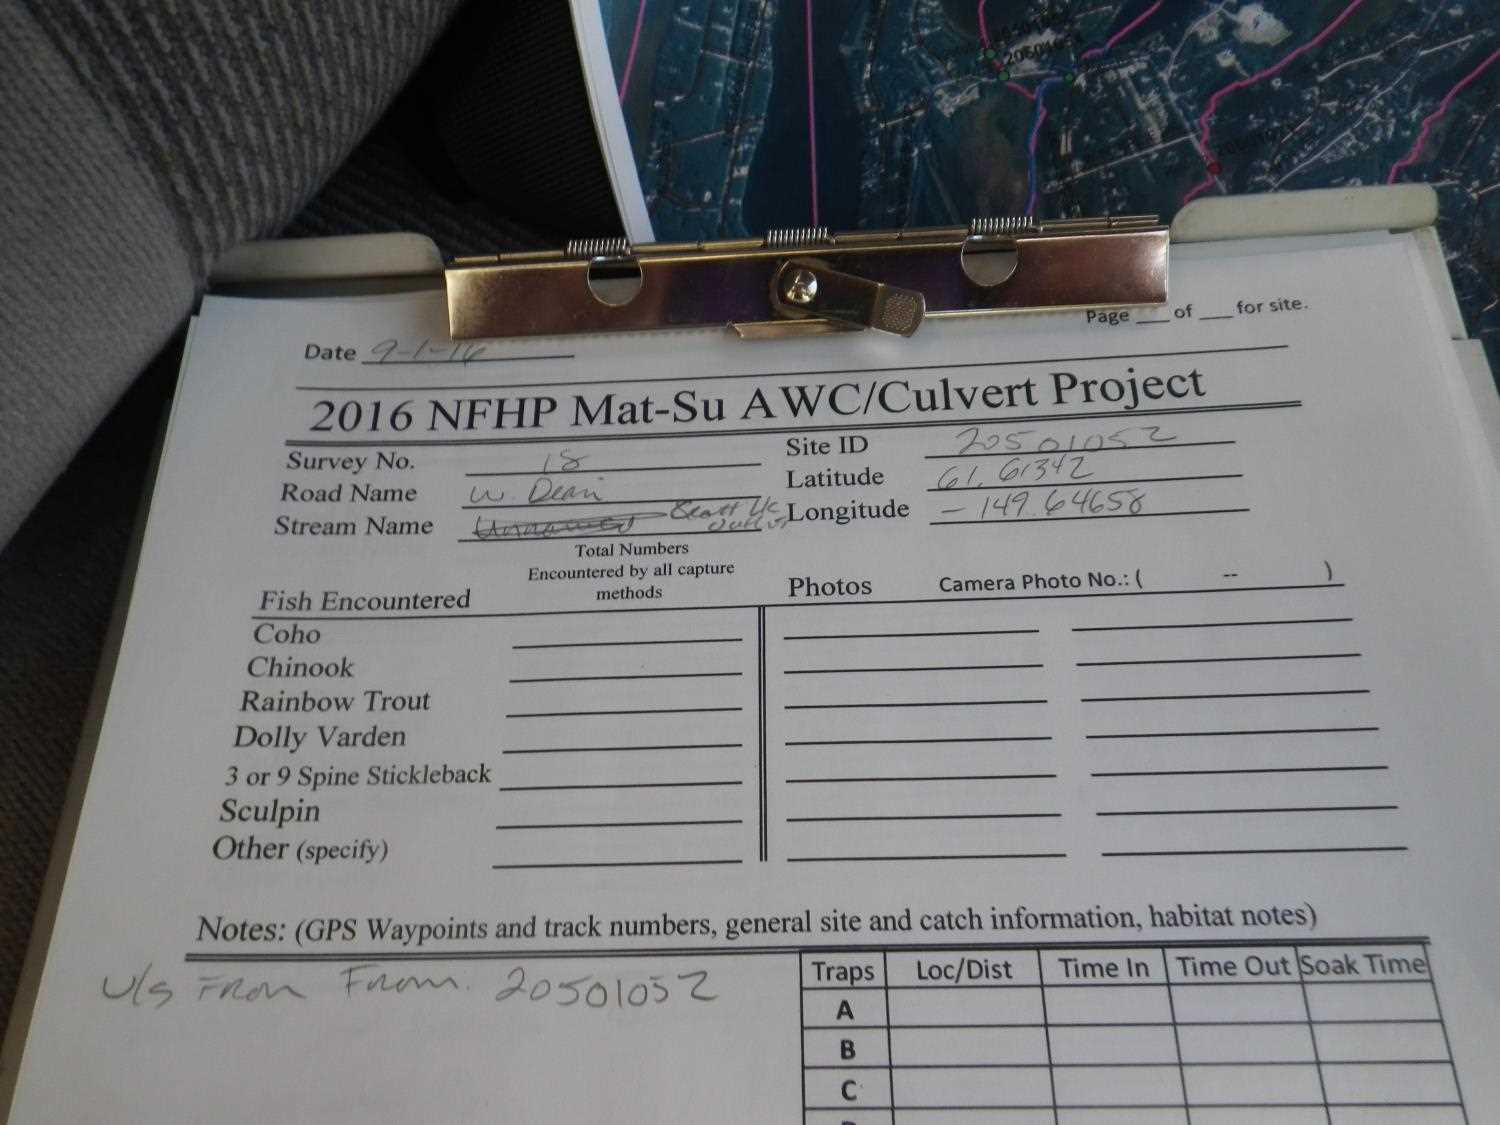 20501054
Page ___ of ___ for site.
Date 9-1-16
2016 NFHP Mat-Su AWC/Culvert Project
Survey No. 18
Site ID 20501052
Road Name W. Dean
Latitude 61.61342
Stream Name Unnamed Scott Lk
Longitude -149.64658
Total Numbers
Encountered by all capture
methods
Fish Encountered
Photos Camera Photo No.: ( -- )
Coho
Chinook
Rainbow Trout
Dolly Varden
3 or 9 Spine Stickleback
Sculpin
Other (specify)
Notes: (GPS Waypoints and track numbers, general site and catch information, habitat notes)
u/s From From. 20501052
Traps Loc/Dist Time In Time Out Soak Time
A
B
C